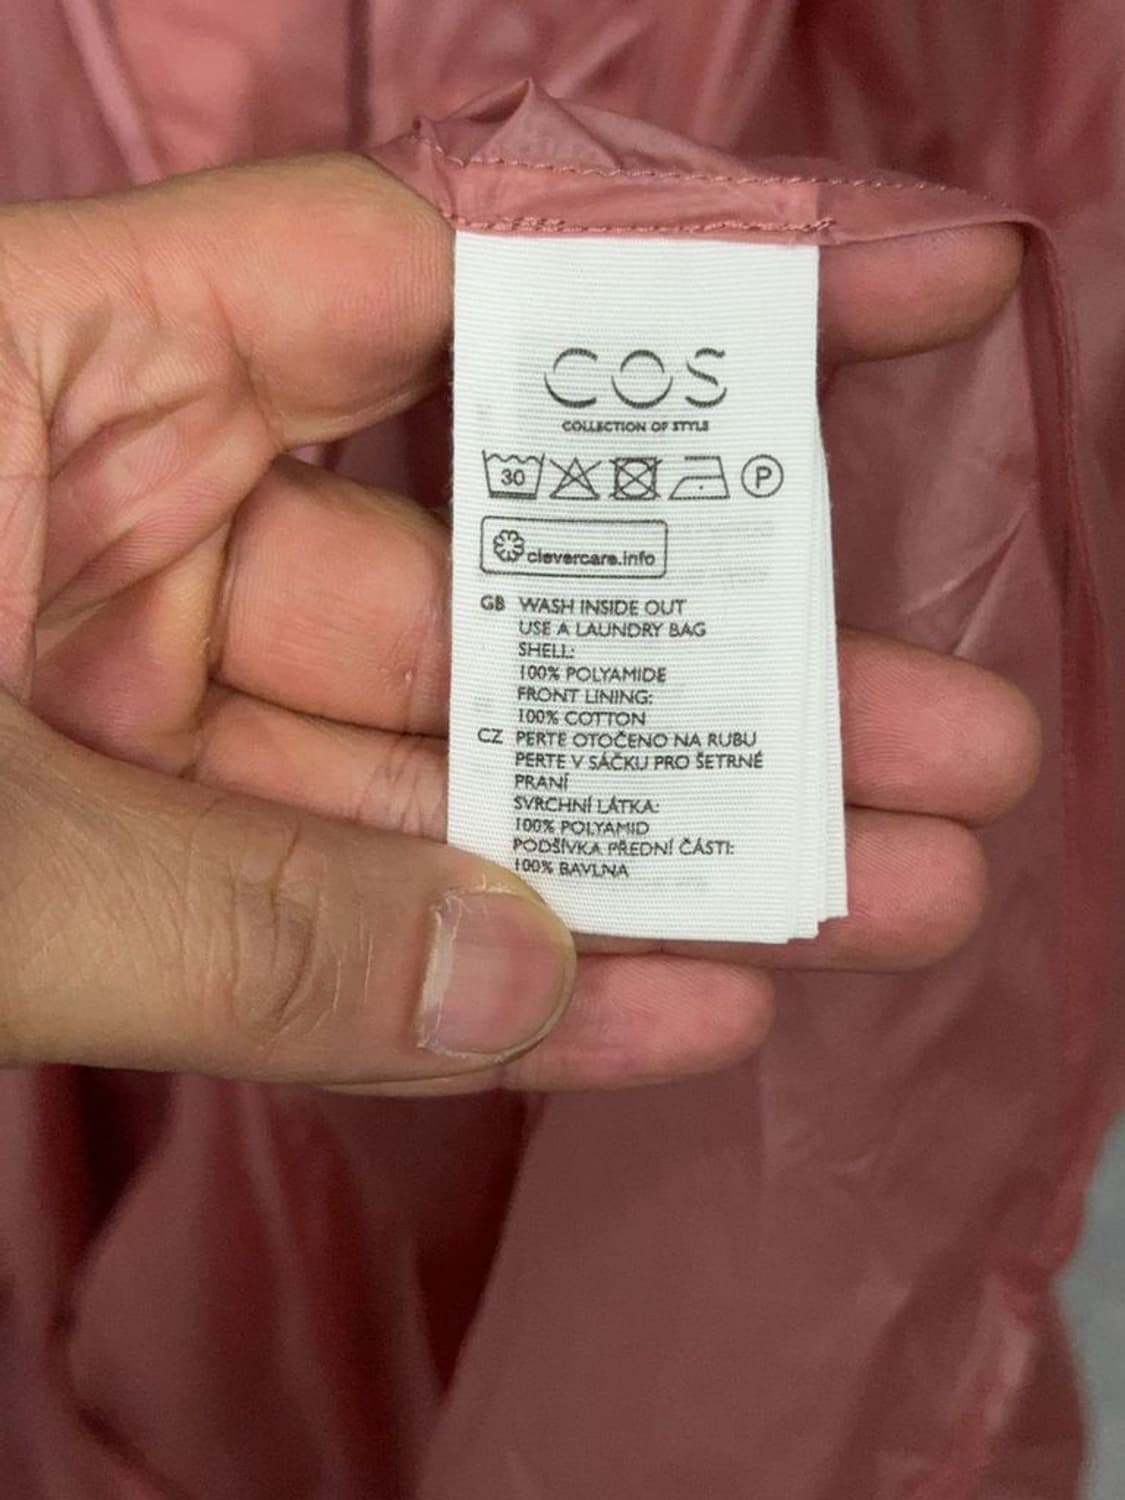 COS
COLLECTION OF STYLE
30 P
clevercare.info
GB WASH INSIDE OUT
USE A LAUNDRY BAG
SHELL:
100% POLYAMIDE
FRONT LINING:
100% COTTON
CZ PERTE OTOČENO NA RUBU
PERTE V SÁČKU PRO ŠETRNÉ
PRANÍ
SVRCHNÍ LÁTKA:
100% POLYAMID
PODŠÍVKA PŘEDNÍ ČÁSTI:
100% BAVLNA